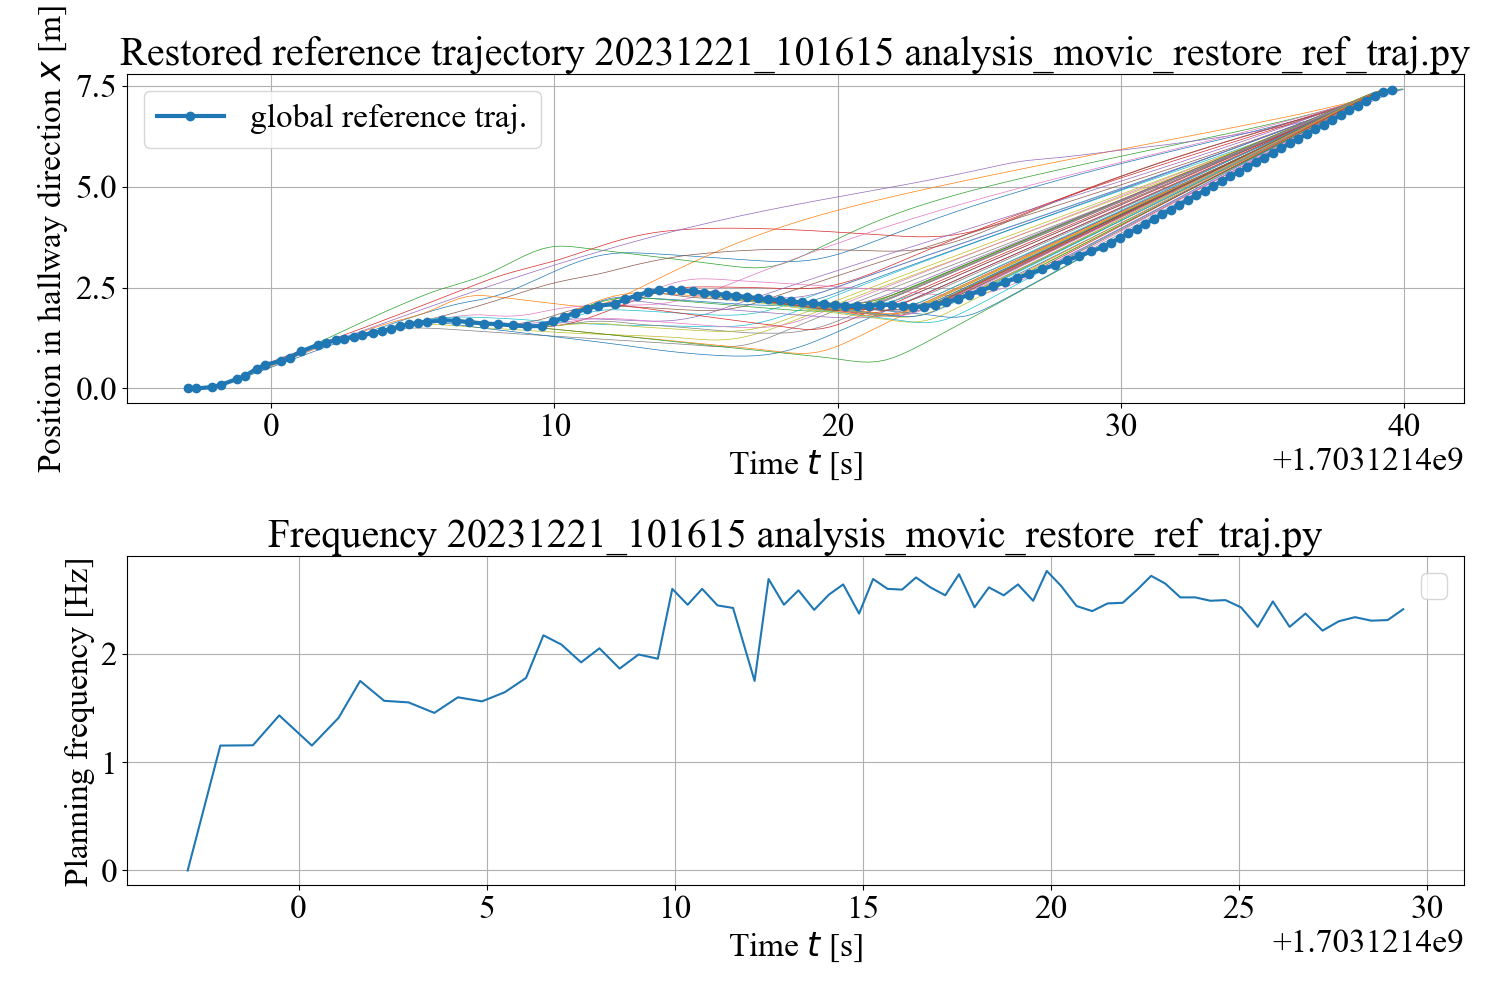 Restored reference trajectory 20231221_101615 analysis_movic_restore_ref_traj.py
Position in hallway direction x [m]
7.5
5.0
2.5
0.0
global reference traj.
0 10 20 30 40
Time t [s]
+1.7031214e9
Frequency 20231221_101615 analysis_movic_restore_ref_traj.py
Planning frequency [Hz]
2
1
0
0 5 10 15 20 25 30
Time t [s]
+1.7031214e9